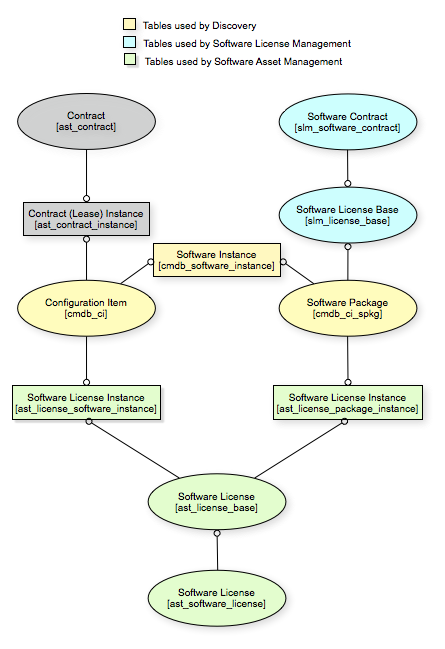 Tables used by Discovery
Tables used by Software License Management
Tables used by Software Asset Management
Contract
[ast_contract]
Software Contract
[slm_software_contract]
Contract (Lease) Instance
[ast_contract_instance]
Software License Base
[slm_license_base]
Software Instance
[cmdb_software_instance]
Configuration Item
[cmdb_ci]
Software Package
[cmdb_ci_spkg]
Software License Instance
[ast_license_software_instance]
Software License Instance
[ast_license_package_instance]
Software License
[ast_license_base]
Software License
[ast_software_license]